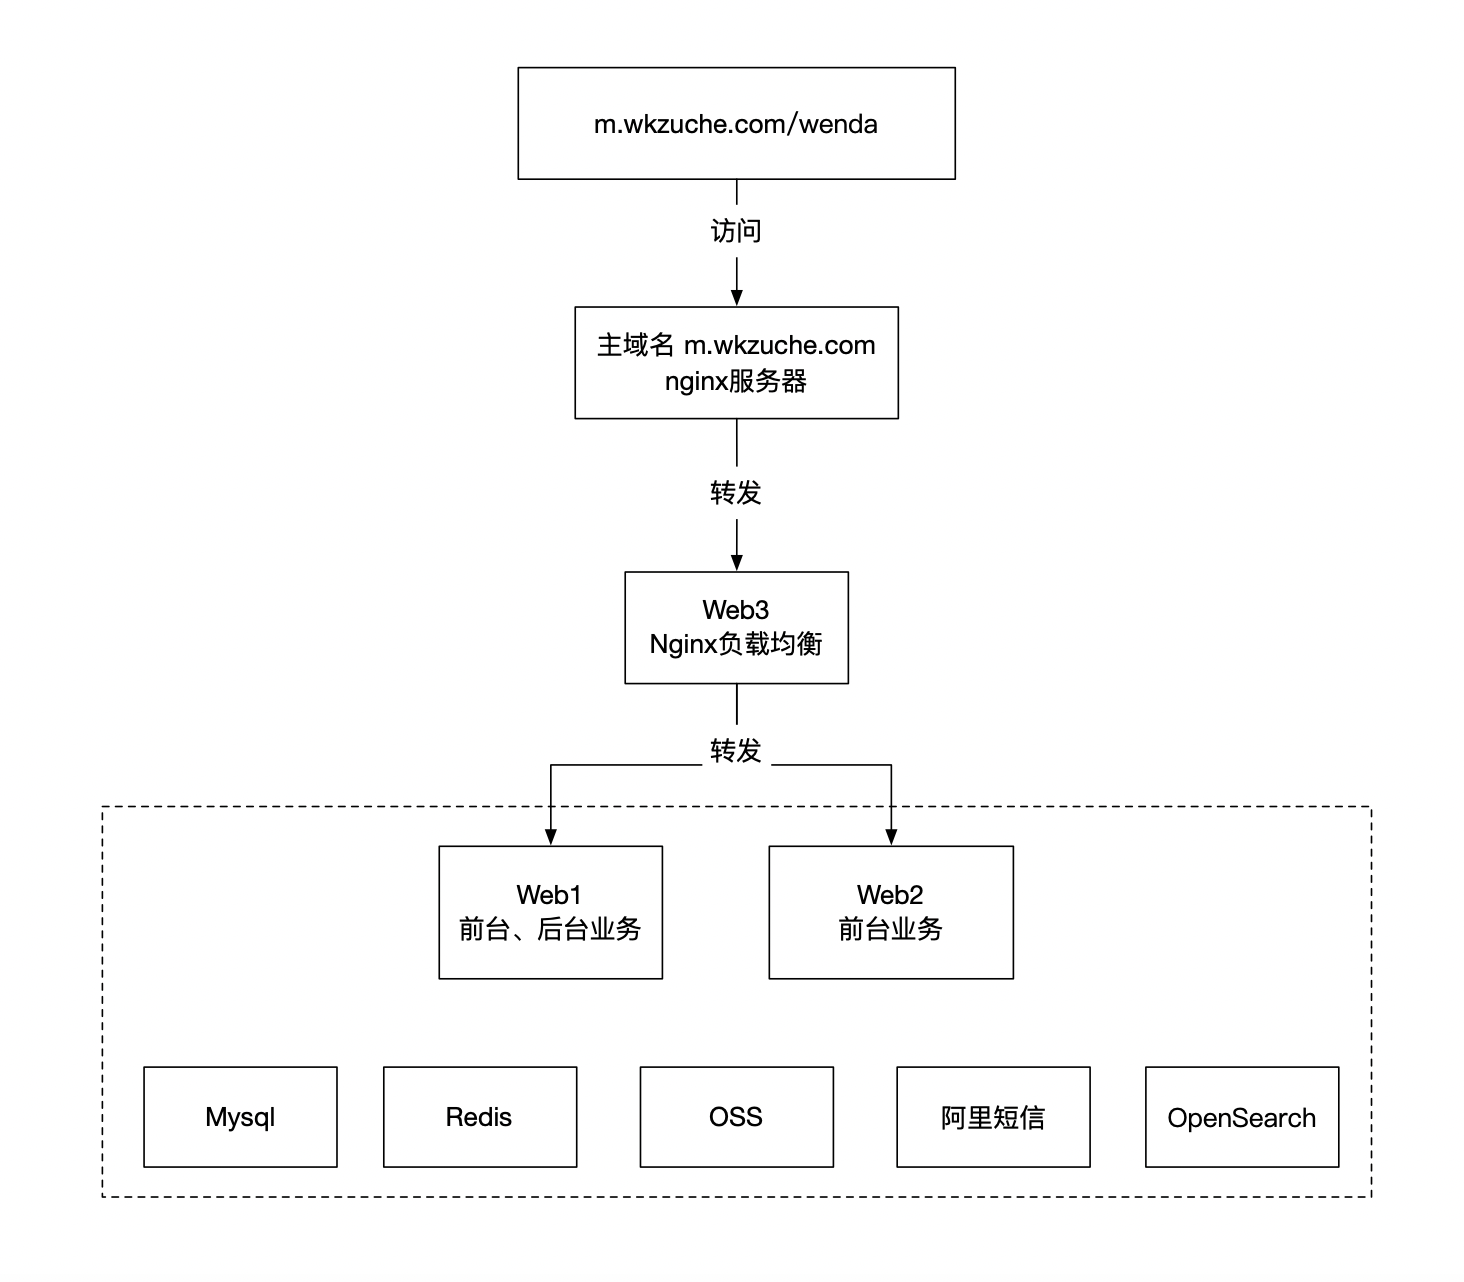 m.wkzuche.com/wenda
访问
主域名 m.wkzuche.com
nginx服务器
转发
Web3
Nginx负载均衡
转发
Web1
前台、后台业务
Web2
前台业务
Mysql
Redis
OSS
阿里短信
OpenSearch